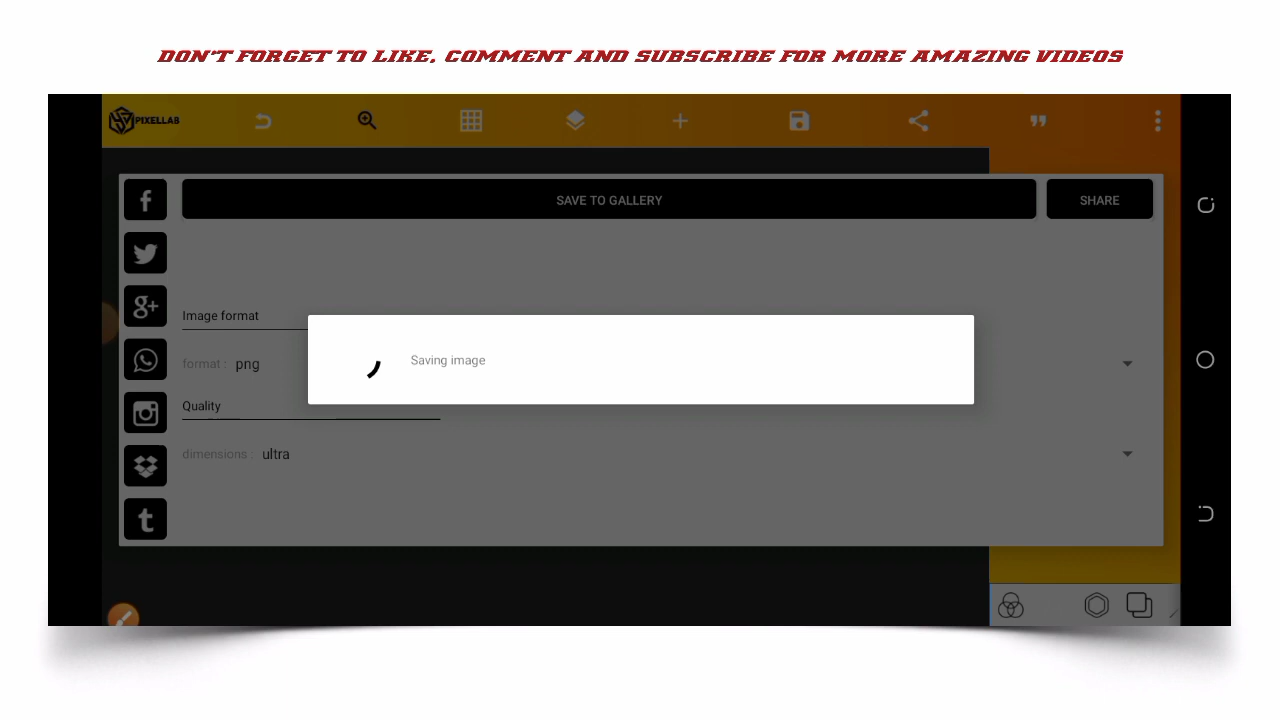 DON'T FORGET TO LIKE, COMMENT AND SUBSCRIBE FOR MORE AMAZING VIDEOS
PIXELLAB
SAVE TO GALLERY
SHARE
Image format
format : png
Saving image
Quality
dimensions : ultra